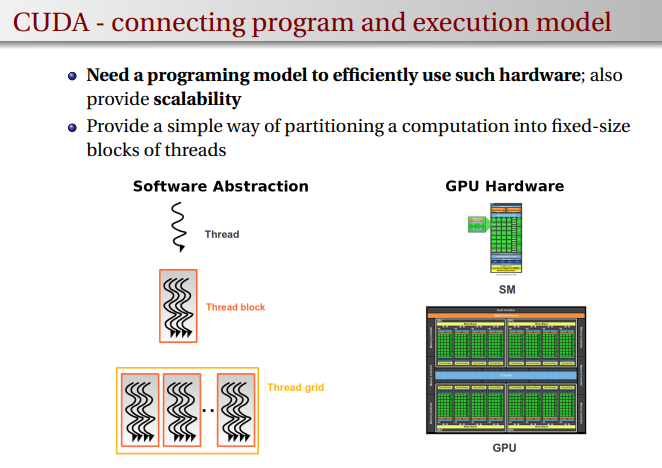 CUDA - connecting program and execution model
Need a programing model to efficiently use such hardware; also
provide scalability
Provide a simple way of partitioning a computation into fixed-size
blocks of threads
Software Abstraction
GPU Hardware
Thread
SM
Thread block
Thread grid
GPU